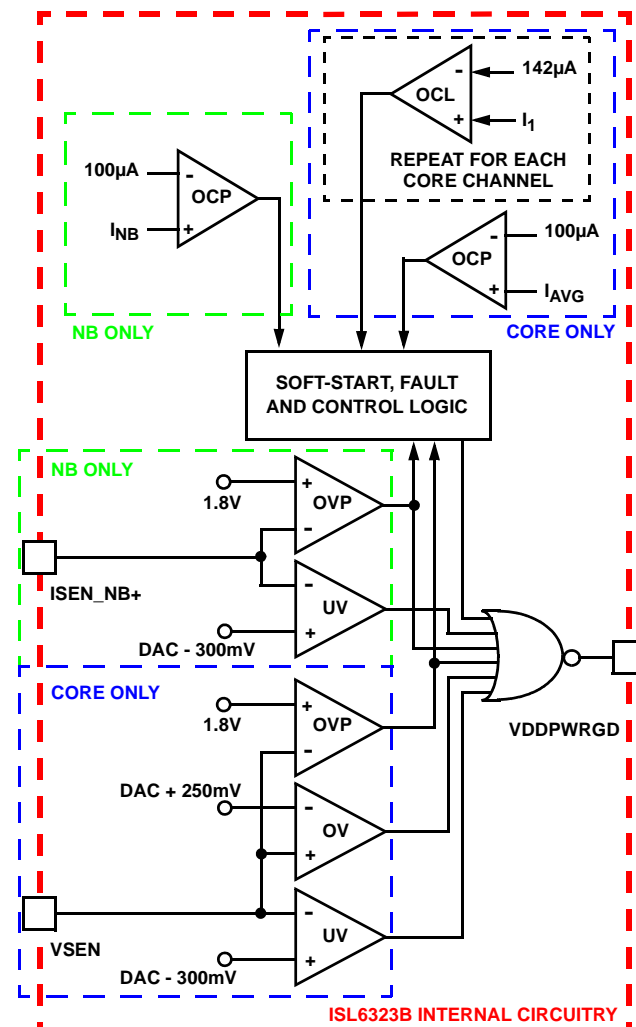 142µA
-
OCL
+
I1
REPEAT FOR EACH
CORE CHANNEL
100µA
-
OCP
INB
+
-
100µA
OCP
+
IAVG
NB ONLY
CORE ONLY
SOFT-START, FAULT
AND CONTROL LOGIC
NB ONLY
+
1.8V
OVP
-
ISEN_NB+
-
UV
DAC - 300mV
+
CORE ONLY
+
1.8V
OVP
-
VDDPWRGD
DAC + 250mV
-
OV
+
VSEN
-
UV
DAC - 300mV
+
ISL6323B INTERNAL CIRCUITRY